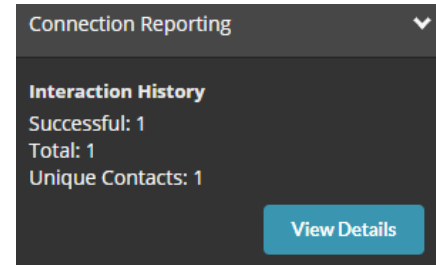 Connection Reporting
Interaction History
Successful: 1
Total: 1
Unique Contacts: 1
View Details